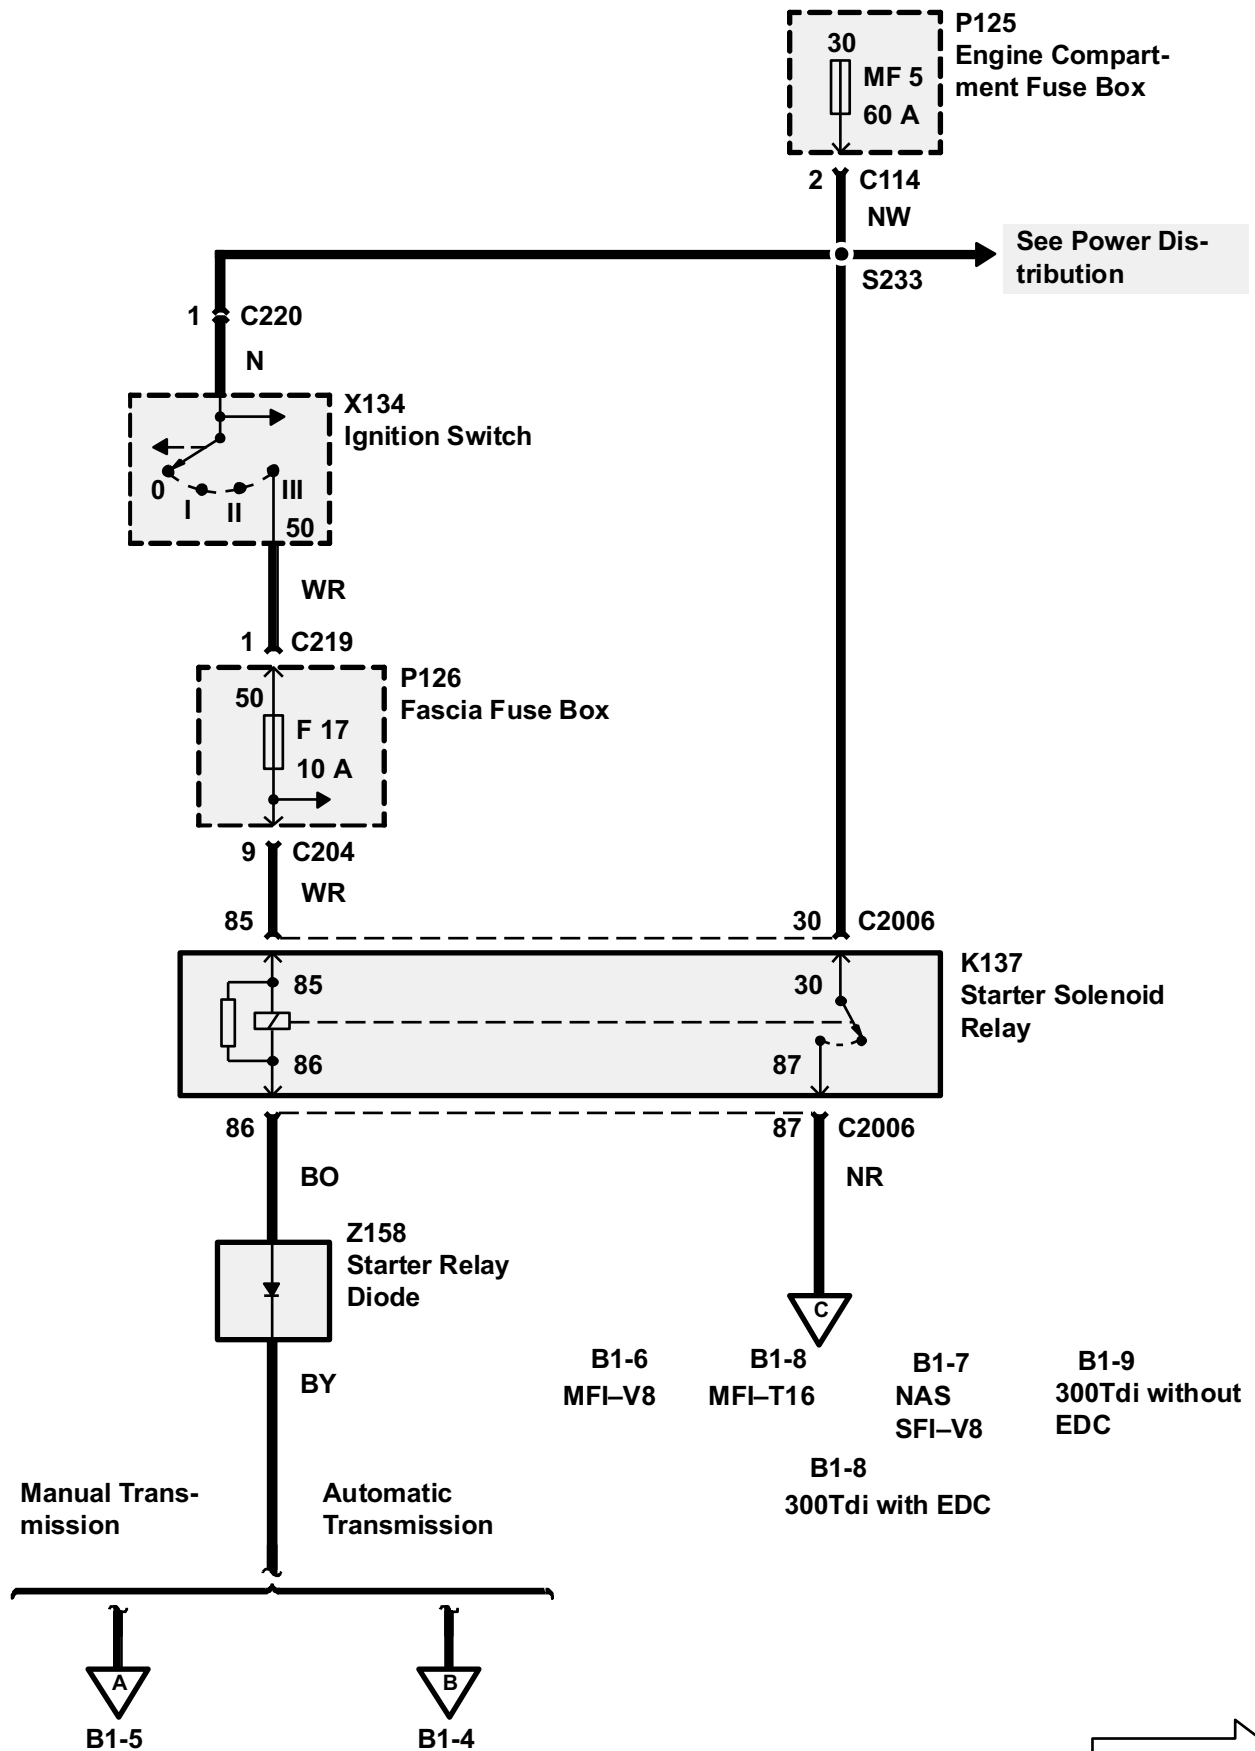 P125
Engine Compart-
ment Fuse Box
30
MF 5
60 A
2 C114
NW
See Power Dis-
tribution
S233
1 C220
N
X134
Ignition Switch
0
I
II
III
50
WR
1 C219
P126
Fascia Fuse Box
50
F 17
10 A
9 C204
WR
85
30 C2006
K137
Starter Solenoid
Relay
85
30
86
87
86
87 C2006
BO
NR
Z158
Starter Relay
Diode
C
BY
B1-6
MFI–V8
B1-8
MFI–T16
B1-7
NAS
SFI–V8
B1-9
300Tdi without
EDC
B1-8
300Tdi with EDC
Manual Trans-
mission
Automatic
Transmission
A
B
B1-5
B1-4